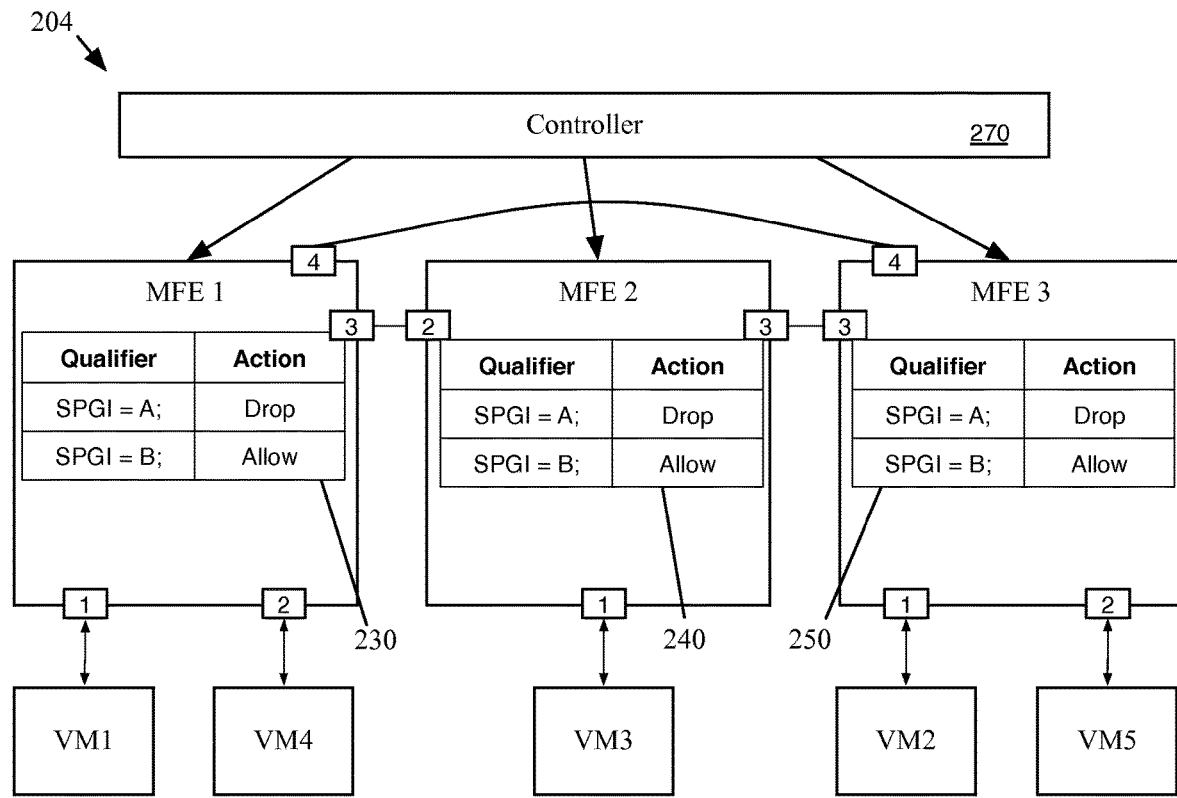 204
Controller
270
4
4
MFE 1
MFE 2
MFE 3
3
2
3
3
Qualifier Action
SPGI = A; Drop
SPGI = B; Allow
Qualifier Action
SPGI = A; Drop
SPGI = B; Allow
Qualifier Action
SPGI = A; Drop
SPGI = B; Allow
1
2
1
1
2
230
240
250
VM1
VM4
VM3
VM2
VM5